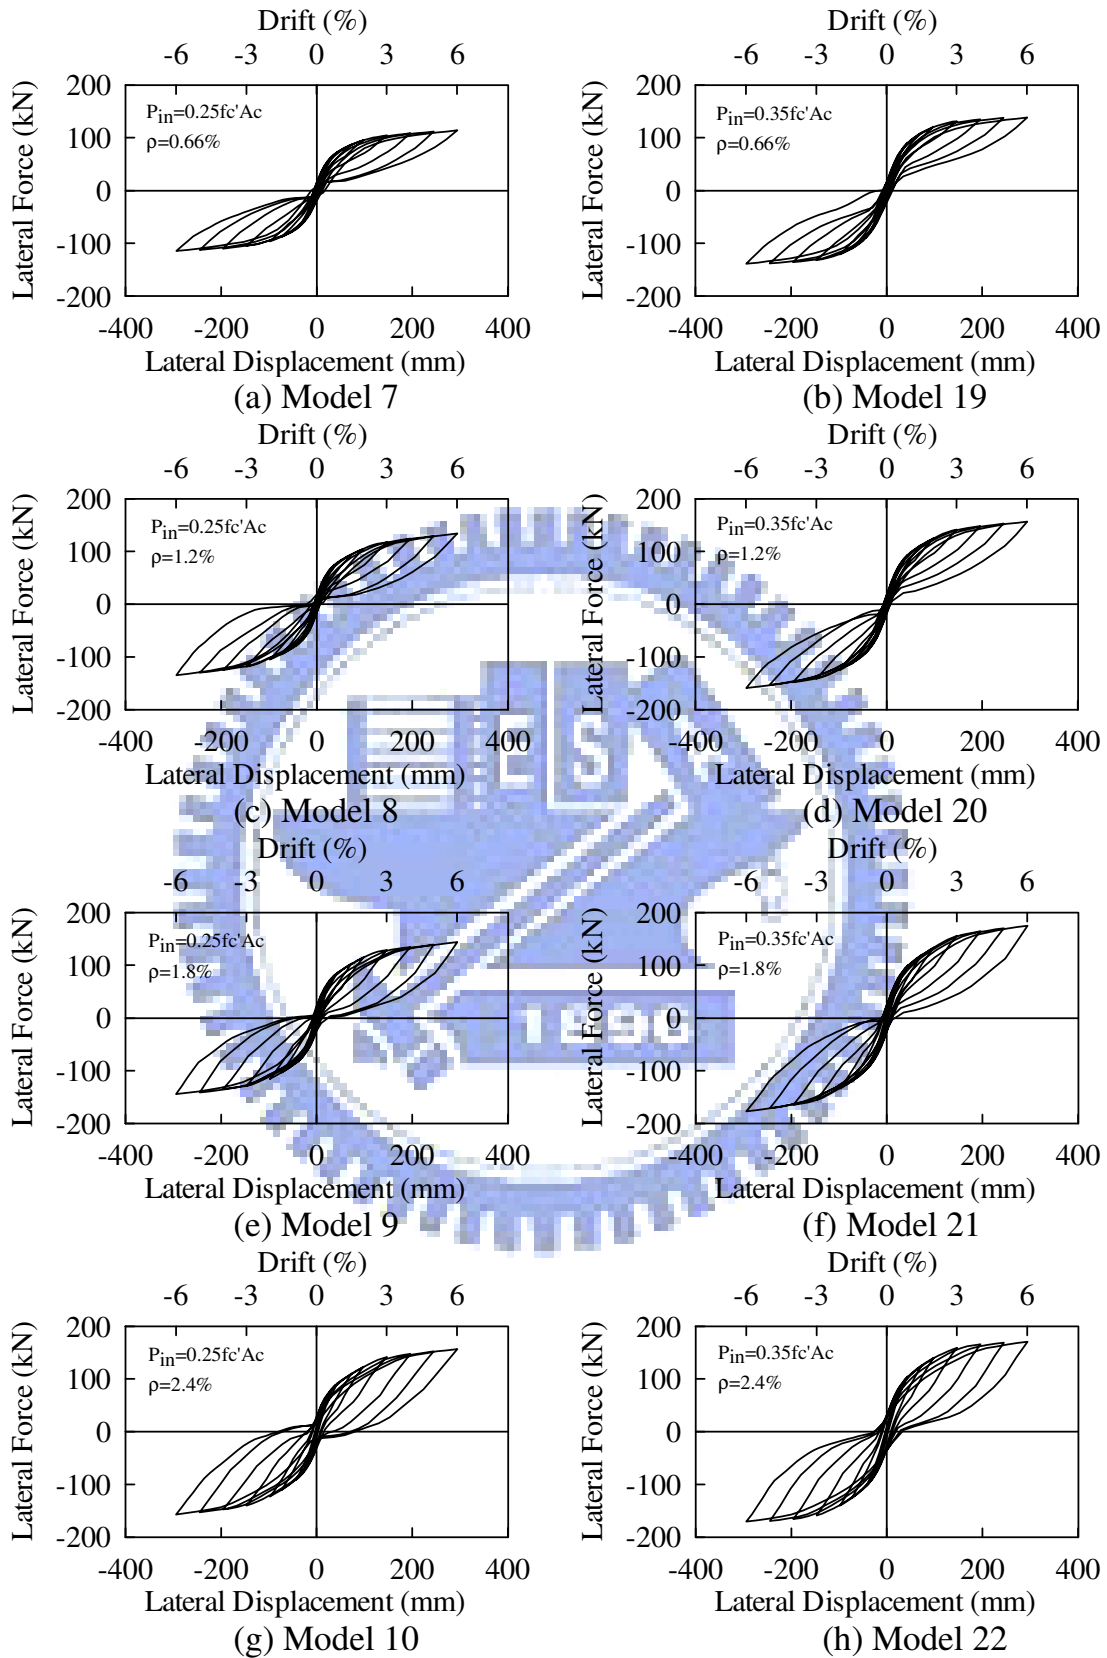 Drift (%)
-6 -3 0 3 6
200
100
0
-100
-200
Lateral Force (kN)
Pin=0.25fc'Ac
ρ=0.66%
-400 -200 0 200 400
Lateral Displacement (mm)
(a) Model 7
Drift (%)
-6 -3 0 3 6
200
100
0
-100
-200
Lateral Force (kN)
Pin=0.35fc'Ac
ρ=0.66%
-400 -200 0 200 400
Lateral Displacement (mm)
(b) Model 19
Drift (%)
-6 -3 0 3 6
200
100
0
-100
-200
Lateral Force (kN)
Pin=0.25fc'Ac
ρ=1.2%
-400 -200 0 200 400
Lateral Displacement (mm)
(c) Model 8
Drift (%)
-6 -3 0 3 6
200
100
0
-100
-200
Lateral Force (kN)
Pin=0.35fc'Ac
ρ=1.2%
-400 -200 0 200 400
Lateral Displacement (mm)
(d) Model 20
Drift (%)
-6 -3 0 3 6
200
100
0
-100
-200
Lateral Force (kN)
Pin=0.25fc'Ac
ρ=1.8%
-400 -200 0 200 400
Lateral Displacement (mm)
(e) Model 9
Drift (%)
-6 -3 0 3 6
200
100
0
-100
-200
Lateral Force (kN)
Pin=0.35fc'Ac
ρ=1.8%
-400 -200 0 200 400
Lateral Displacement (mm)
(f) Model 21
Drift (%)
-6 -3 0 3 6
200
100
0
-100
-200
Lateral Force (kN)
Pin=0.25fc'Ac
ρ=2.4%
-400 -200 0 200 400
Lateral Displacement (mm)
(g) Model 10
Drift (%)
-6 -3 0 3 6
200
100
0
-100
-200
Lateral Force (kN)
Pin=0.35fc'Ac
ρ=2.4%
-400 -200 0 200 400
Lateral Displacement (mm)
(h) Model 22
ES
1896